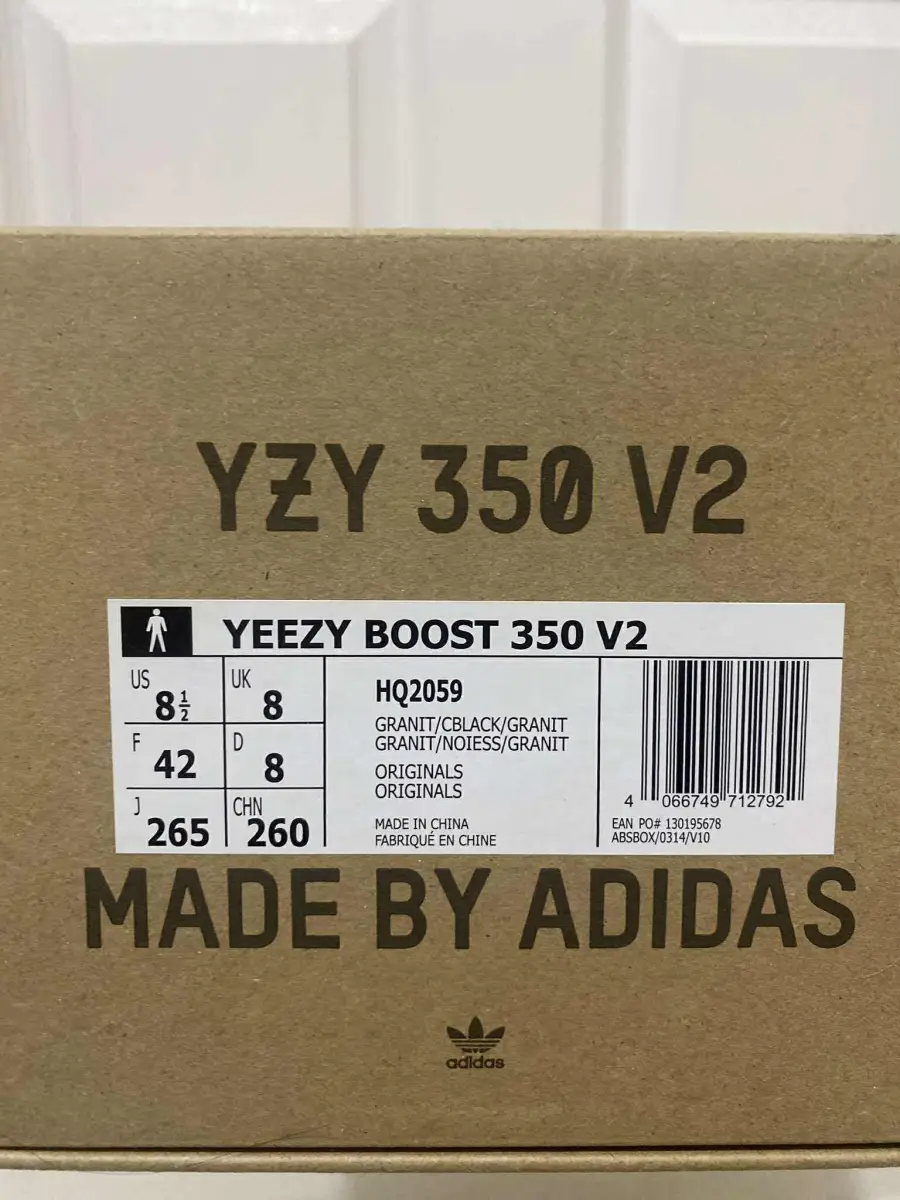 YZY 350 V2
YEEZY BOOST 350 V2
US 8½ UK 8
F 42 D 8
J 265 CHN 260
HQ2059
GRANIT/CBLACK/GRANIT
GRANIT/NOIESS/GRANIT
ORIGINALS
ORIGINALS
MADE IN CHINA
FABRIQUÉ EN CHINE
4 066749 712792
EAN PO# 130195678
ABSBOX/0314/V10
MADE BY ADIDAS
adidas